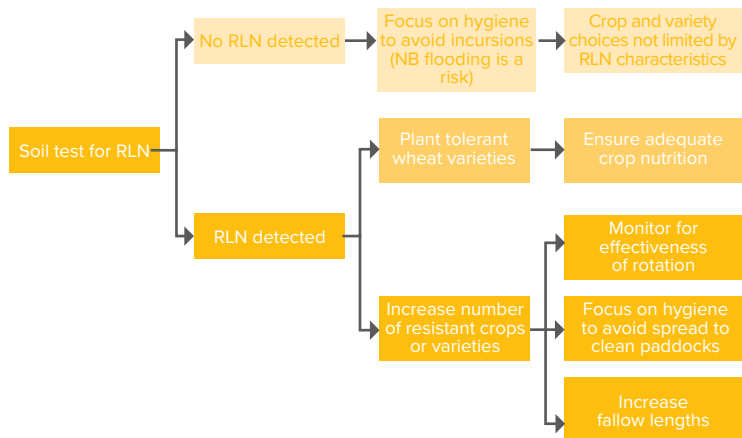 Soil test for RLN
No RLN detected
Focus on hygiene
to avoid incursions
(NB flooding is a
risk)
Crop and variety
choices not limited by
RLN characteristics
RLN detected
Plant tolerant
wheat varieties
Ensure adequate
crop nutrition
Increase number
of resistant crops
or varieties
Monitor for
effectiveness
of rotation
Focus on hygiene
to avoid spread to
clean paddocks
Increase
fallow lengths